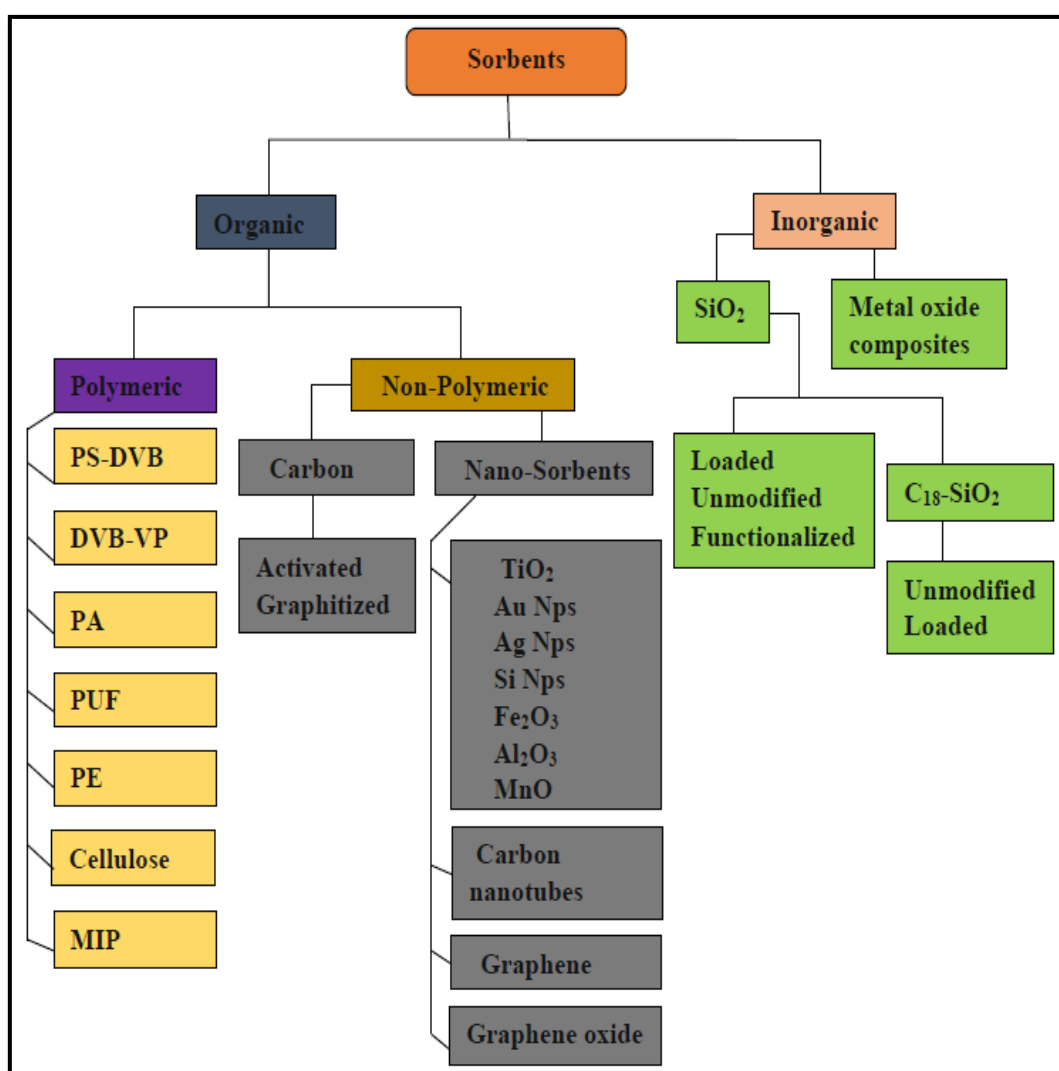 Sorbents
Organic
Inorganic
SiO₂
Metal oxide
composites
Polymeric
Non-Polymeric
PS-DVB
DVB-VP
PA
PUF
PE
Cellulose
MIP
Carbon
Activated
Graphitized
Nano-Sorbents
TiO₂
Au Nps
Ag Nps
Si Nps
Fe₂O₃
Al₂O₃
MnO
Carbon
nanotubes
Graphene
Graphene oxide
Loaded
Unmodified
Functionalized
C₁₈-SiO₂
Unmodified
Loaded